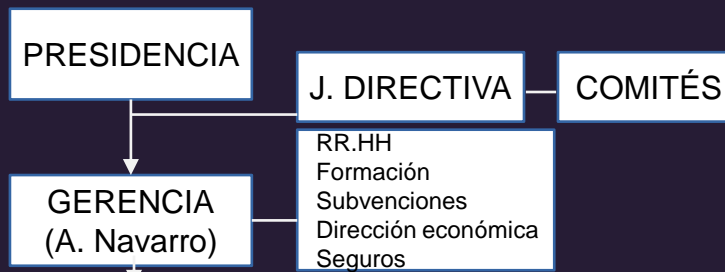 PRESIDENCIA
J. DIRECTIVA
COMITÉS
RR.HH
Formación
Subvenciones
Dirección económica
Seguros
GERENCIA
(A. Navarro)